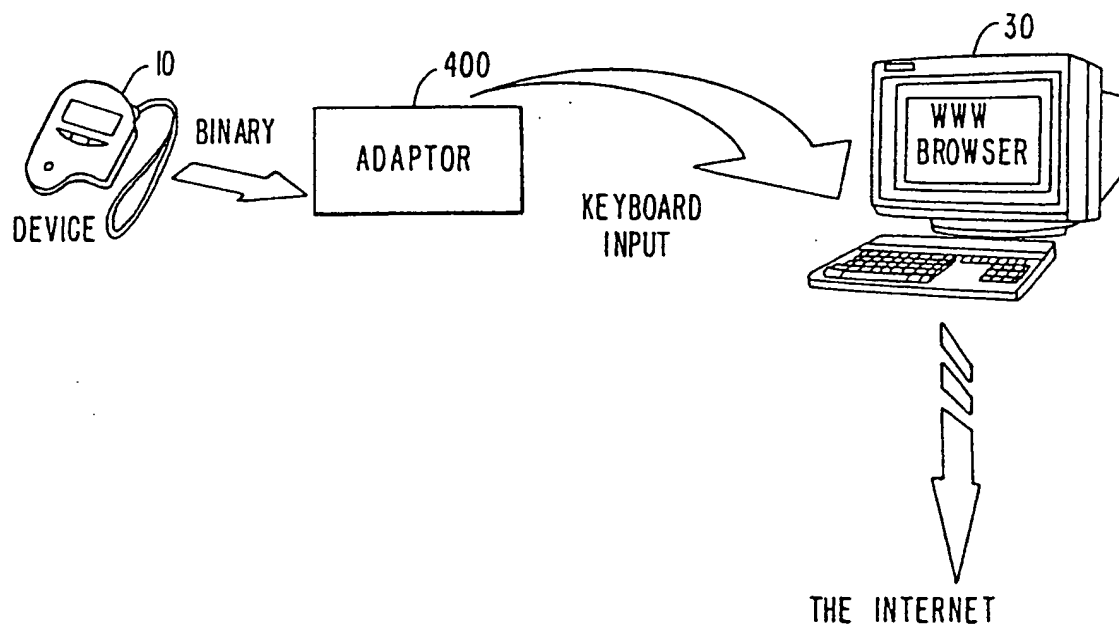 10
400
30
BINARY
ADAPTOR
WWW
BROWSER
DEVICE
KEYBOARD
INPUT
THE INTERNET